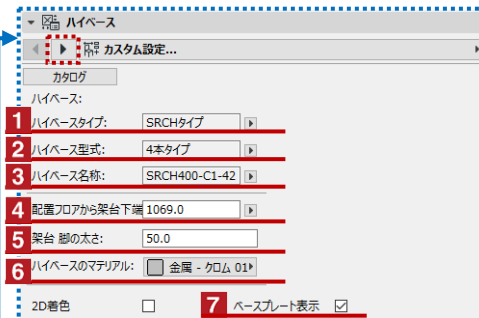 ハイベース
カスタム設定...
カタログ
ハイベース:
1 ハイベースタイプ: SRCHタイプ
2 ハイベース型式: 4本タイプ
3 ハイベース名称: SRCH400-C1-42
4 配置フロアから架台下端 1069.0
5 架台 脚の太さ: 50.0
6 ハイベースのマテリアル: 金属 - クロム 01
2D着色 7 ベースプレート表示